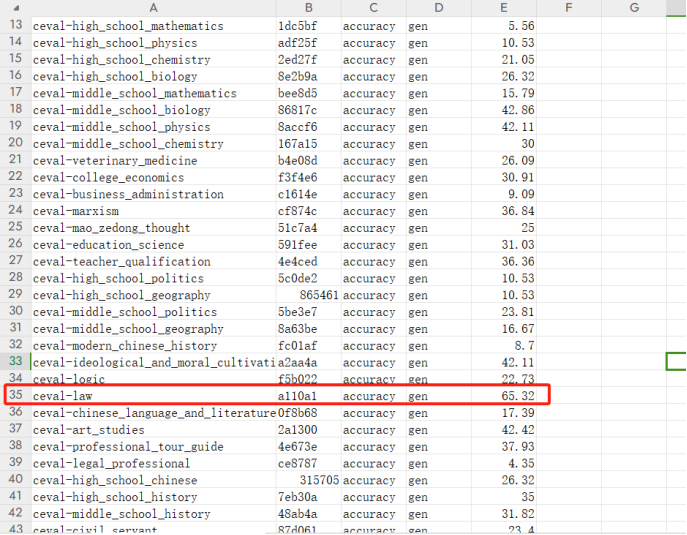 A B C D E F G
13 ceval-high_school_mathematics 1dc5bf accuracy gen 5.56
14 ceval-high_school_physics adf25f accuracy gen 10.53
15 ceval-high_school_chemistry 2ed27f accuracy gen 21.05
16 ceval-high_school_biology 8e2b9a accuracy gen 26.32
17 ceval-middle_school_mathematics bee8d5 accuracy gen 15.79
18 ceval-middle_school_biology 86817c accuracy gen 42.86
19 ceval-middle_school_physics 8accf6 accuracy gen 42.11
20 ceval-middle_school_chemistry 167a15 accuracy gen 30
21 ceval-veterinary_medicine b4e08d accuracy gen 26.09
22 ceval-college_economics f3f4e6 accuracy gen 30.91
23 ceval-business_administration c1614e accuracy gen 9.09
24 ceval-marxism cf874c accuracy gen 36.84
25 ceval-mao_zedong_thought 51c7a4 accuracy gen 25
26 ceval-education_science 591fee accuracy gen 31.03
27 ceval-teacher_qualification 4e4ced accuracy gen 36.36
28 ceval-high_school_politics 5c0de2 accuracy gen 10.53
29 ceval-high_school_geography 865461 accuracy gen 10.53
30 ceval-middle_school_politics 5be3e7 accuracy gen 23.81
31 ceval-middle_school_geography 8a63be accuracy gen 16.67
32 ceval-modern_chinese_history fc01af accuracy gen 8.7
33 ceval-ideological_and_moral_cultivati a2aa4a accuracy gen 42.11
34 ceval-logic f5b022 accuracy gen 22.73
35 ceval-law a110a1 accuracy gen 65.32
36 ceval-chinese_language_and_literature 0f8b68 accuracy gen 17.39
37 ceval-art_studies 2a1300 accuracy gen 42.42
38 ceval-professional_tour_guide 4e673e accuracy gen 37.93
39 ceval-legal_professional ce8787 accuracy gen 4.35
40 ceval-high_school_chinese 315705 accuracy gen 26.32
41 ceval-high_school_history 7eb30a accuracy gen 35
42 ceval-middle_school_history 48ab4a accuracy gen 31.82
43 ceval-civil_servant 87d061 accuracy gen 23.4